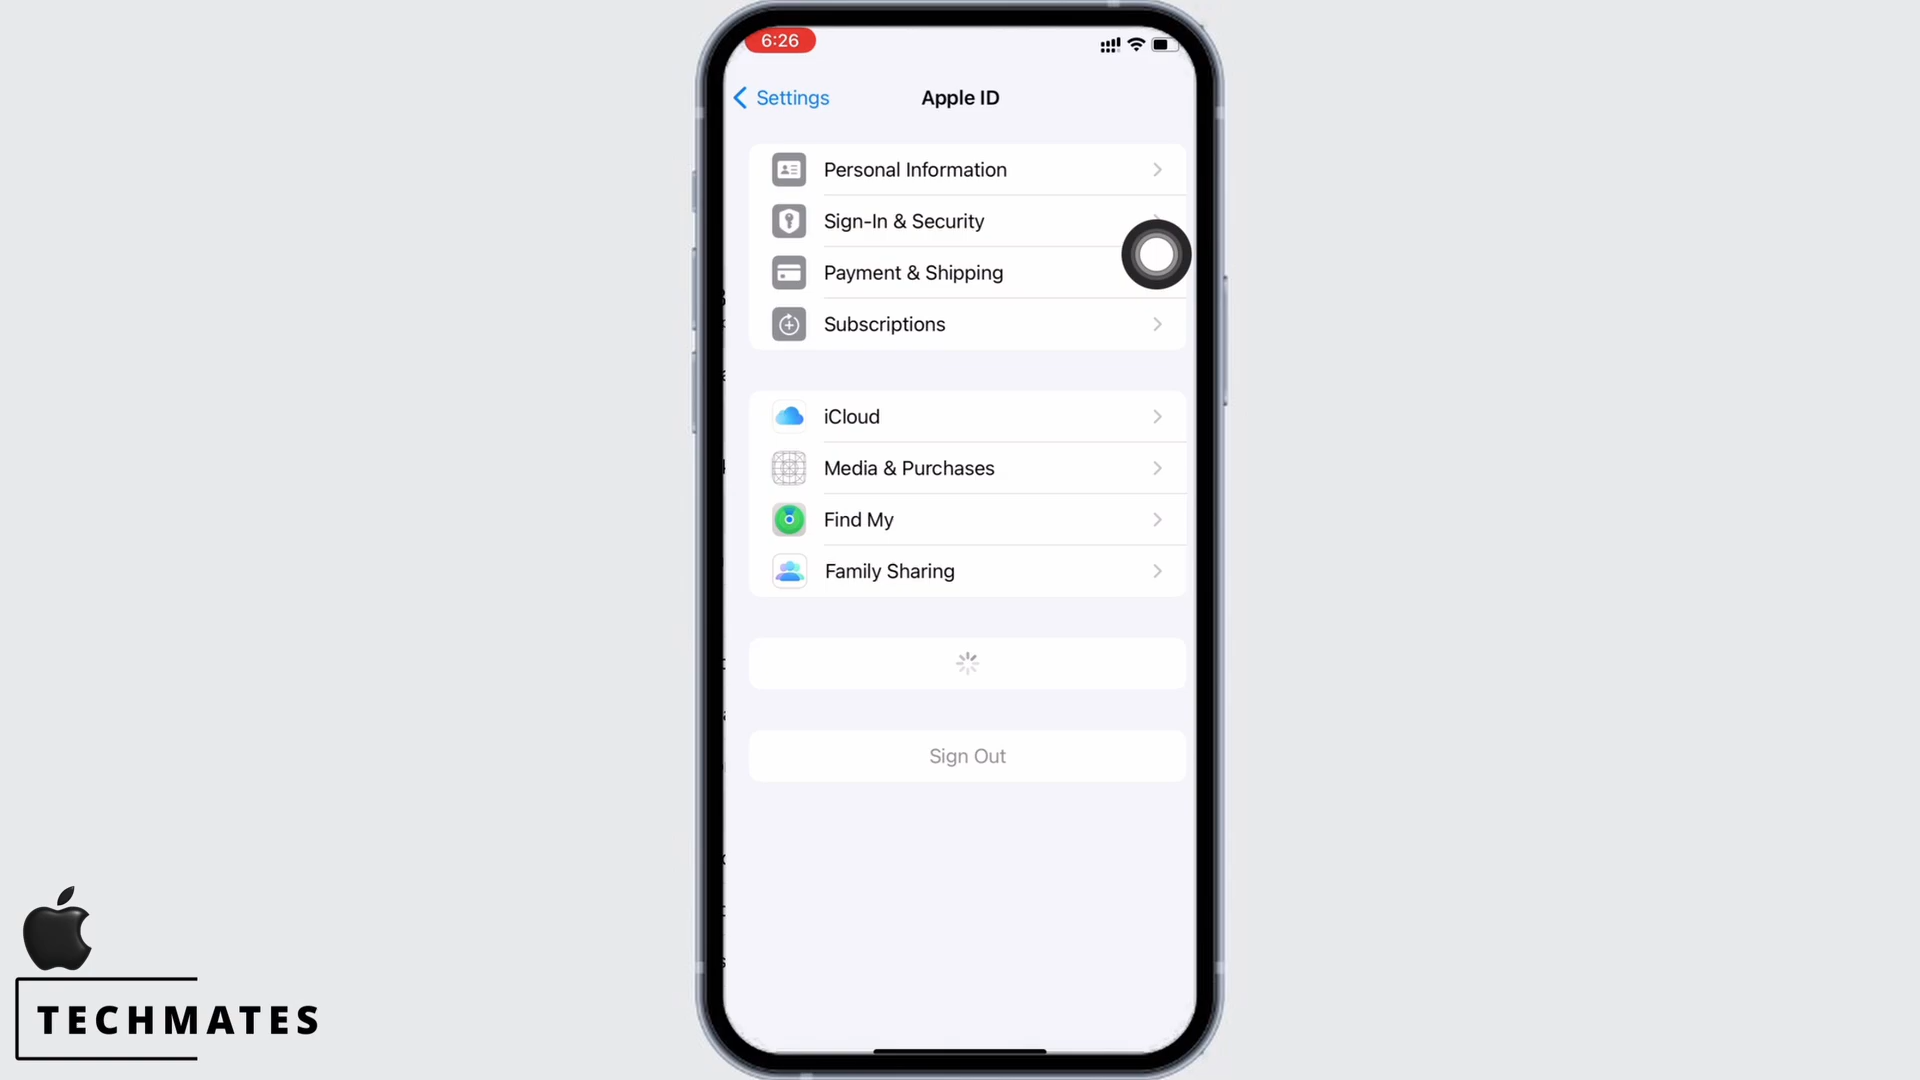 6:26
Settings
Apple ID
Personal Information
Sign-In & Security
Payment & Shipping
Subscriptions
iCloud
Media & Purchases
Find My
Family Sharing
Sign Out
TECHMATES